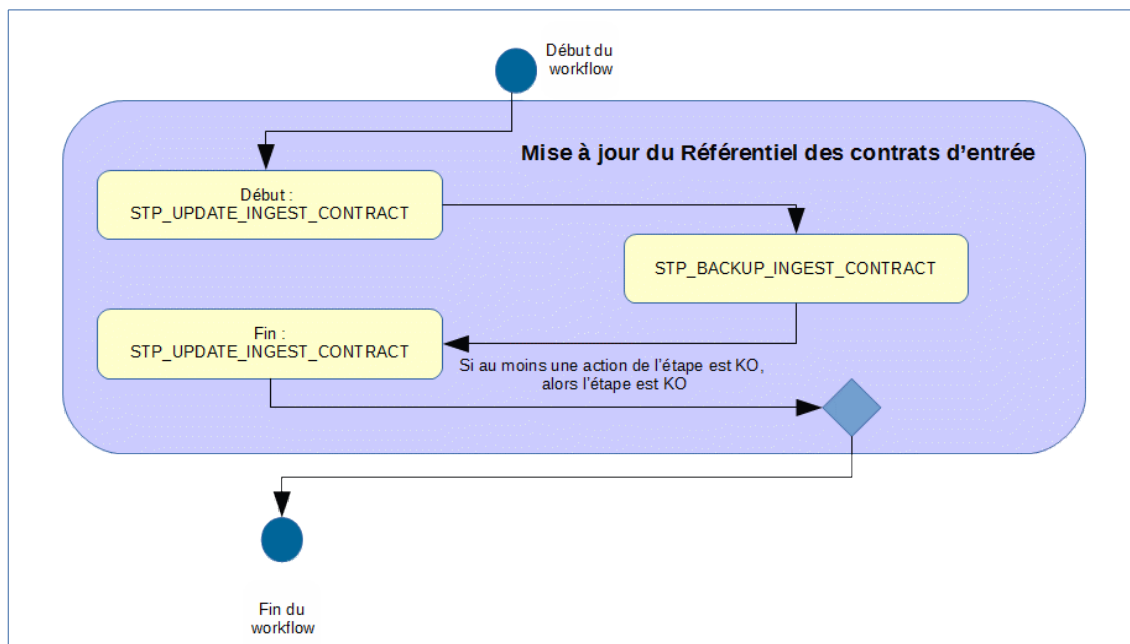 Début du
workflow
Mise à jour du Référentiel des contrats d'entrée
Début :
STP_UPDATE_INGEST_CONTRACT
STP_BACKUP_INGEST_CONTRACT
Fin :
STP_UPDATE_INGEST_CONTRACT
Si au moins une action de l'étape est KO,
alors l'étape est KO
Fin du
workflow